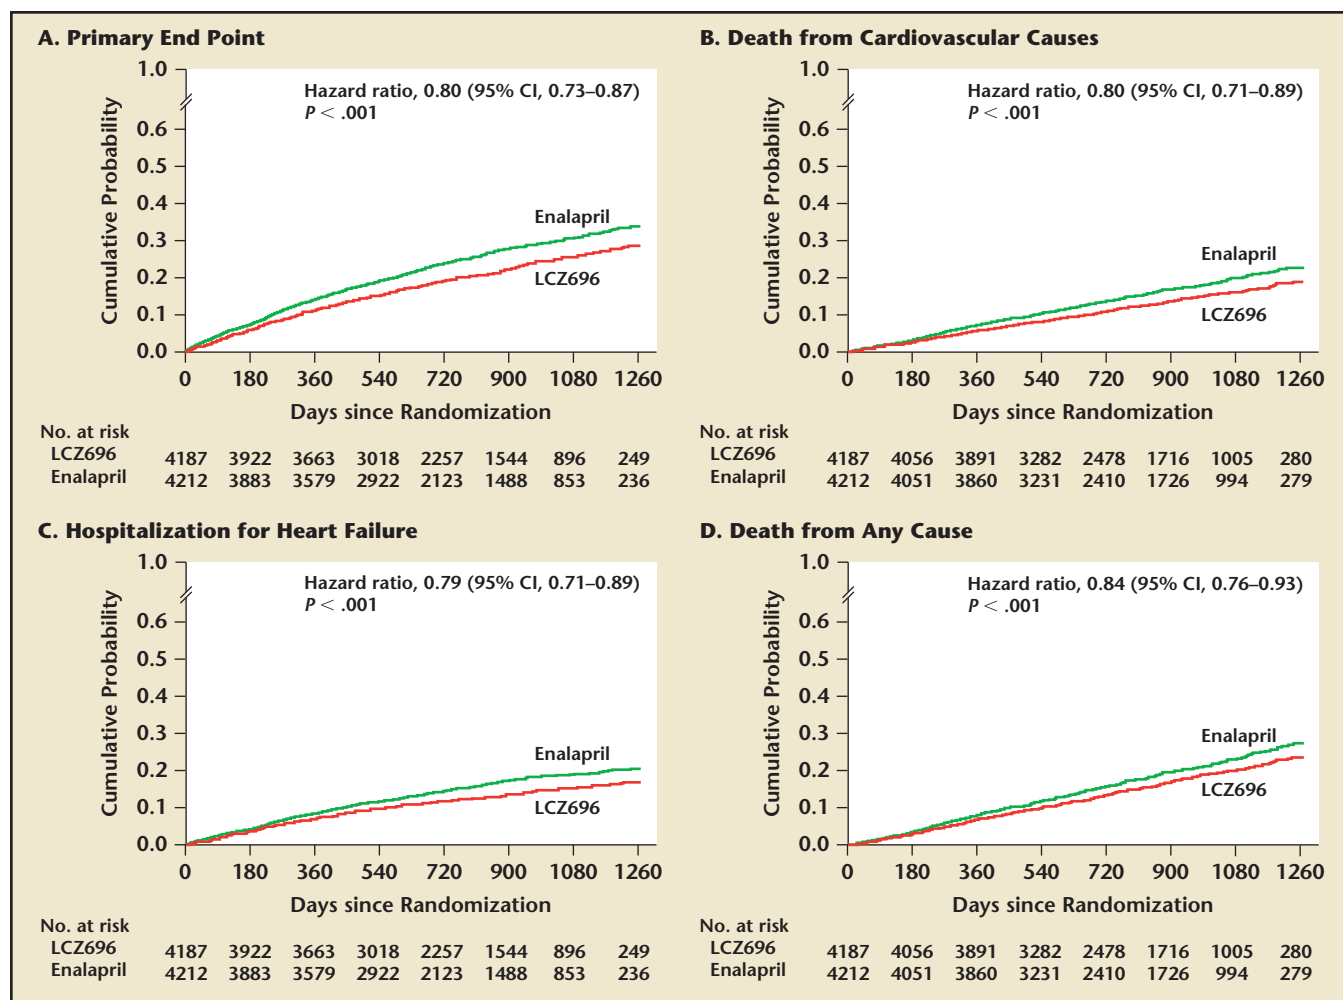 A. Primary End Point
Cumulative Probability
1.0
0.6
0.5
0.4
0.3
0.2
0.1
0.0
Hazard ratio, 0.80 (95% CI, 0.73–0.87)
P < .001
Enalapril
LCZ696
0 180 360 540 720 900 1080 1260
Days since Randomization
No. at risk
LCZ696 4187 3922 3663 3018 2257 1544 896 249
Enalapril 4212 3883 3579 2922 2123 1488 853 236
B. Death from Cardiovascular Causes
Cumulative Probability
1.0
0.6
0.5
0.4
0.3
0.2
0.1
0.0
Hazard ratio, 0.80 (95% CI, 0.71–0.89)
P < .001
Enalapril
LCZ696
0 180 360 540 720 900 1080 1260
Days since Randomization
No. at risk
LCZ696 4187 4056 3891 3282 2478 1716 1005 280
Enalapril 4212 4051 3860 3231 2410 1726 994 279
C. Hospitalization for Heart Failure
Cumulative Probability
1.0
0.6
0.5
0.4
0.3
0.2
0.1
0.0
Hazard ratio, 0.79 (95% CI, 0.71–0.89)
P < .001
Enalapril
LCZ696
0 180 360 540 720 900 1080 1260
Days since Randomization
No. at risk
LCZ696 4187 3922 3663 3018 2257 1544 896 249
Enalapril 4212 3883 3579 2922 2123 1488 853 236
D. Death from Any Cause
Cumulative Probability
1.0
0.6
0.5
0.4
0.3
0.2
0.1
0.0
Hazard ratio, 0.84 (95% CI, 0.76–0.93)
P < .001
Enalapril
LCZ696
0 180 360 540 720 900 1080 1260
Days since Randomization
No. at risk
LCZ696 4187 4056 3891 3282 2478 1716 1005 280
Enalapril 4212 4051 3860 3231 2410 1726 994 279